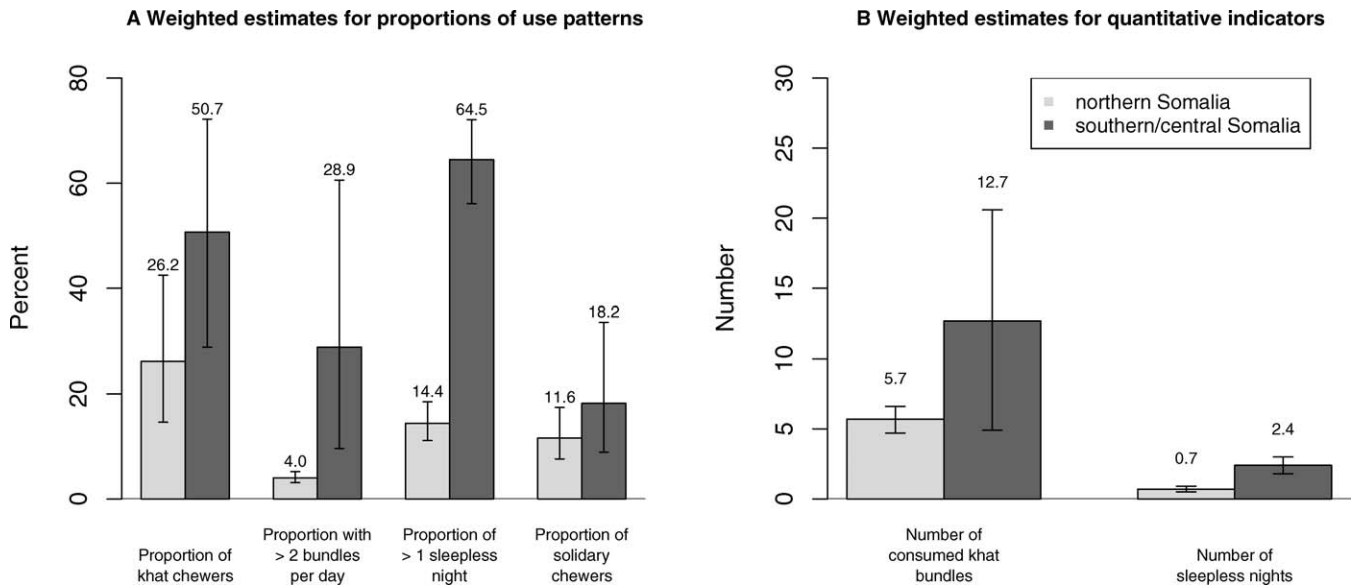 A Weighted estimates for proportions of use patterns
Percent
80
60
40
20
0
26.2
50.7
4.0
28.9
14.4
64.5
11.6
18.2
Proportion of
khat chewers
Proportion with
> 2 bundles
per day
Proportion of
> 1 sleepless
night
Proportion of
solidary
chewers
B Weighted estimates for quantitative indicators
Number
30
25
20
15
10
5
0
northern Somalia
southern/central Somalia
5.7
12.7
0.7
2.4
Number of
consumed khat
bundles
Number of
sleepless nights